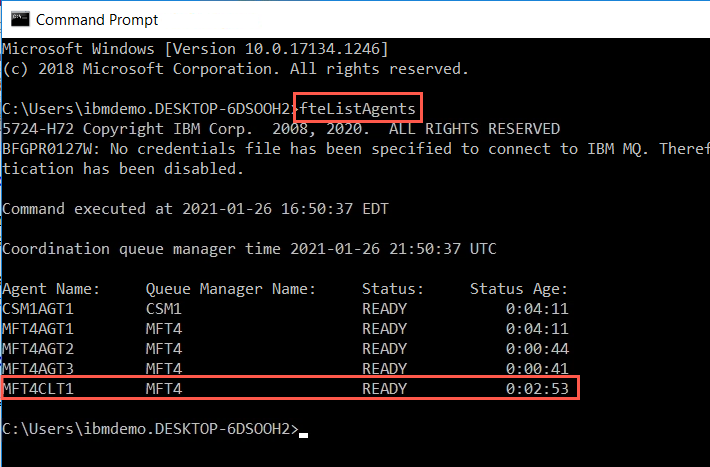 Command Prompt
Microsoft Windows [Version 10.0.17134.1246]
(c) 2018 Microsoft Corporation. All rights reserved.
C:\Users\ibmdemo.DESKTOP-6DSOOH2>fteListAgents
5724-H72 Copyright IBM Corp.  2008, 2020.  ALL RIGHTS RESERVED
BFGPR0127W: No credentials file has been specified to connect to IBM MQ. Theref
tication has been disabled.
Command executed at 2021-01-26 16:50:37 EDT
Coordination queue manager time 2021-01-26 21:50:37 UTC
Agent Name:     Queue Manager Name:     Status:     Status Age:
CSM1AGT1        CSM1                    READY           0:04:11
MFT4AGT1        MFT4                    READY           0:04:11
MFT4AGT2        MFT4                    READY           0:00:44
MFT4AGT3        MFT4                    READY           0:00:41
MFT4CLT1        MFT4                    READY           0:02:53
C:\Users\ibmdemo.DESKTOP-6DSOOH2>